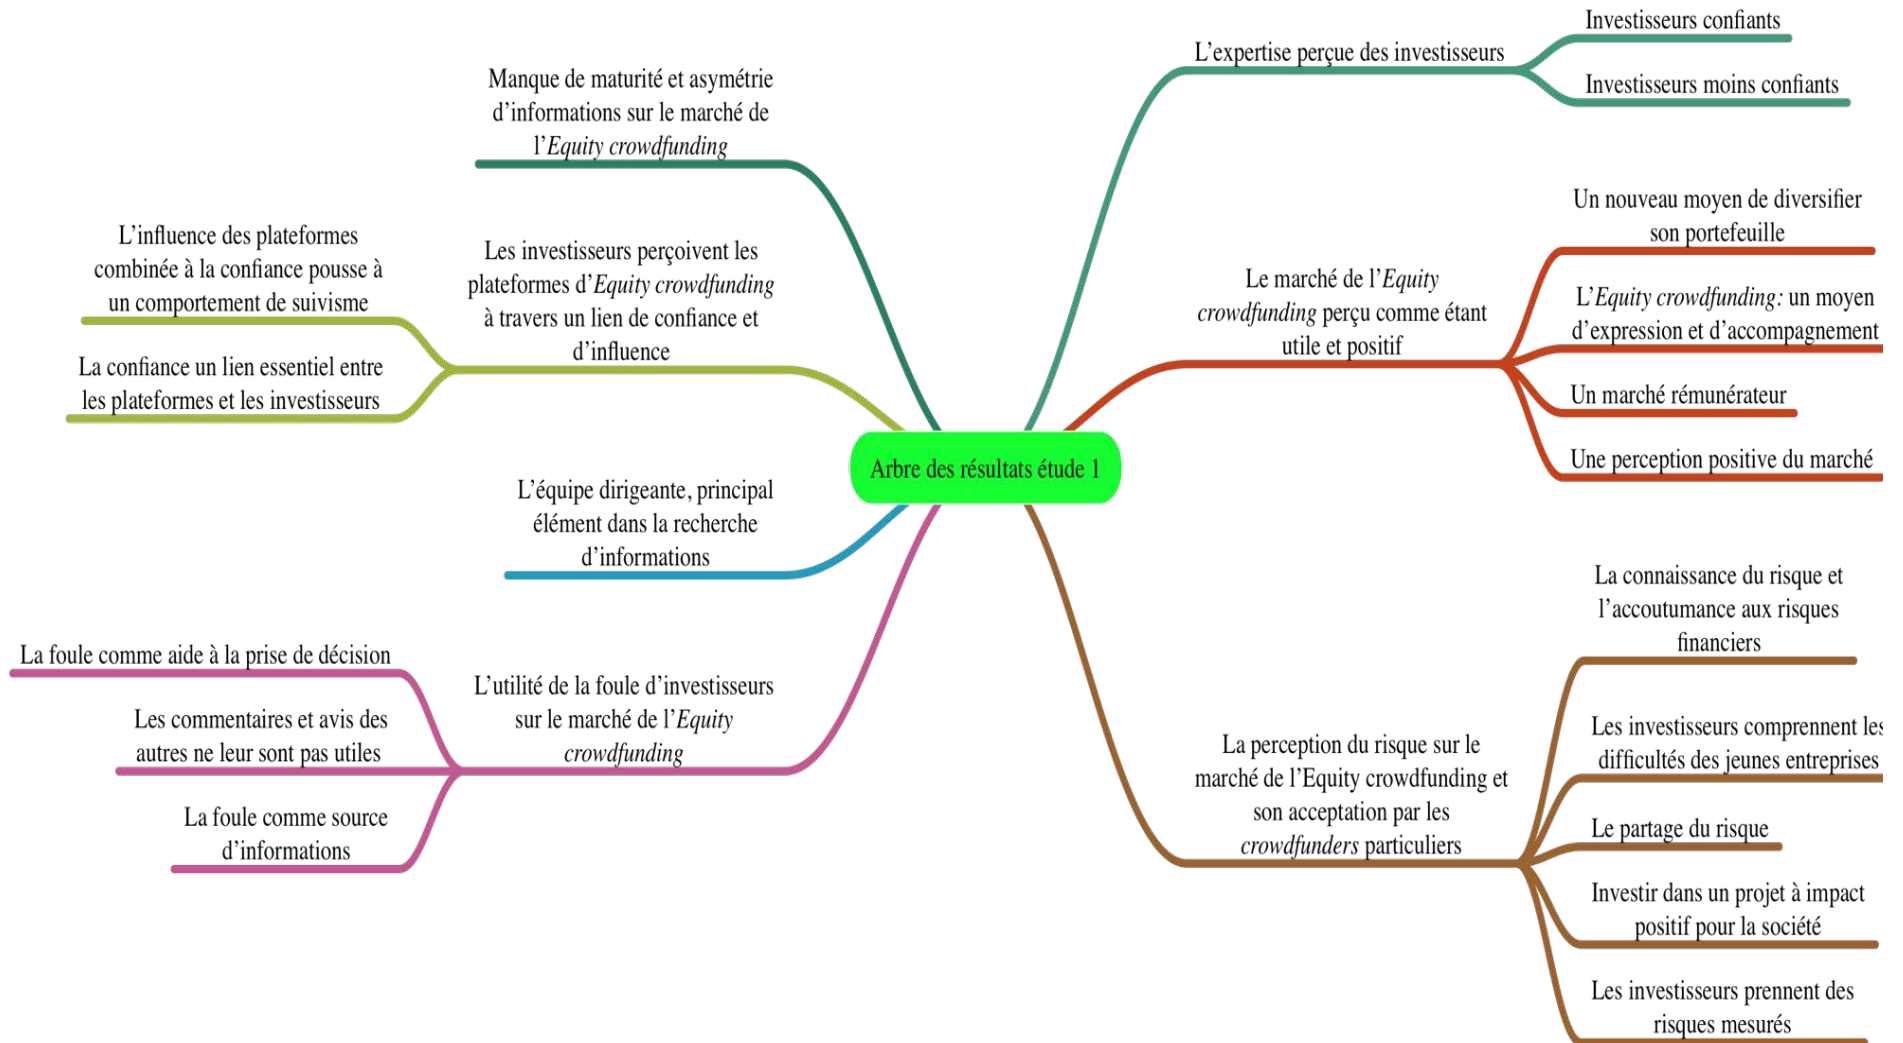 Arbre des résultats étude 1
Manque de maturité et asymétrie
d’informations sur le marché de
l’Equity crowdfunding
Les investisseurs perçoivent les
plateformes d’Equity crowdfunding
à travers un lien de confiance et
d’influence
L’influence des plateformes
combinée à la confiance pousse à
un comportement de suivisme
La confiance un lien essentiel entre
les plateformes et les investisseurs
L’équipe dirigeante, principal
élément dans la recherche
d’informations
L’utilité de la foule d’investisseurs
sur le marché de l’Equity
crowdfunding
La foule comme aide à la prise de décision
Les commentaires et avis des
autres ne leur sont pas utiles
La foule comme source
d’informations
L’expertise perçue des investisseurs
Investisseurs confiants
Investisseurs moins confiants
Le marché de l’Equity
crowdfunding perçu comme étant
utile et positif
Un nouveau moyen de diversifier
son portefeuille
L’Equity crowdfunding: un moyen
d’expression et d’accompagnement
Un marché rémunérateur
Une perception positive du marché
La perception du risque sur le
marché de l’Equity crowdfunding et
son acceptation par les
crowdfunders particuliers
La connaissance du risque et
l’accoutumance aux risques
financiers
Les investisseurs comprennent les
difficultés des jeunes entreprises
Le partage du risque
Investir dans un projet à impact
positif pour la société
Les investisseurs prennent des
risques mesurés